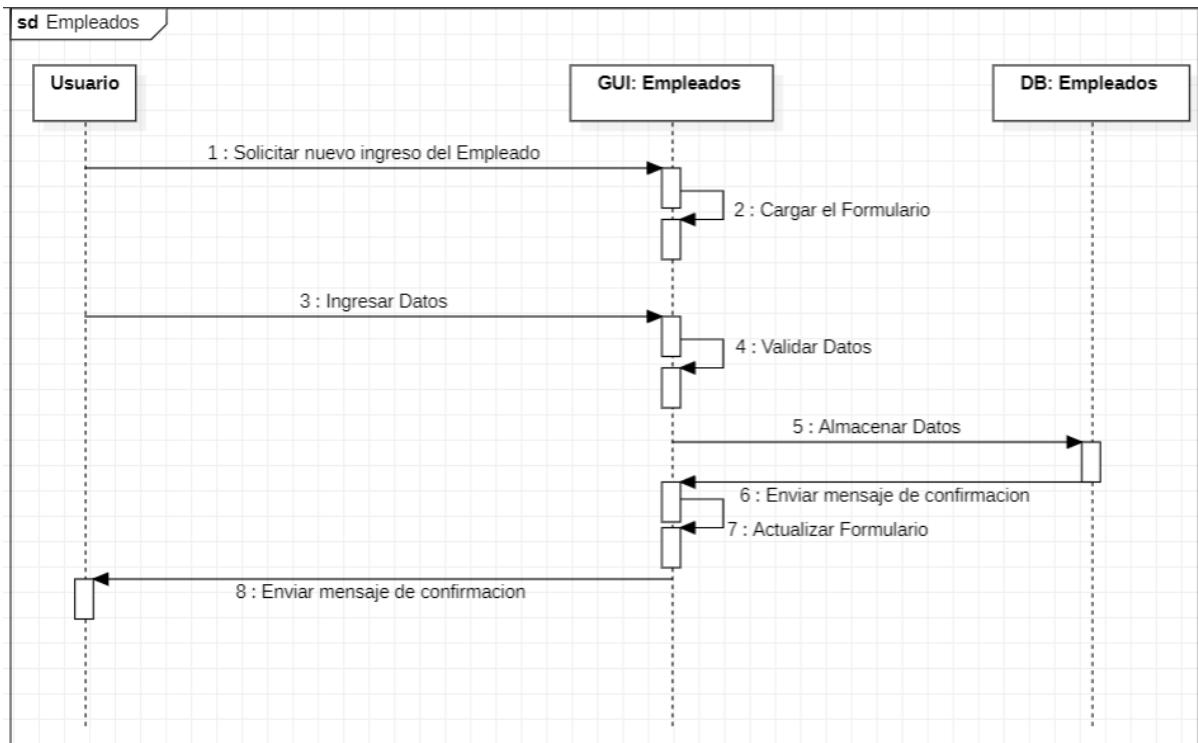 sd Empleados
Usuario
GUI: Empleados
DB: Empleados
1 : Solicitar nuevo ingreso del Empleado
2 : Cargar el Formulario
3 : Ingresar Datos
4 : Validar Datos
5 : Almacenar Datos
6 : Enviar mensaje de confirmacion
7 : Actualizar Formulario
8 : Enviar mensaje de confirmacion